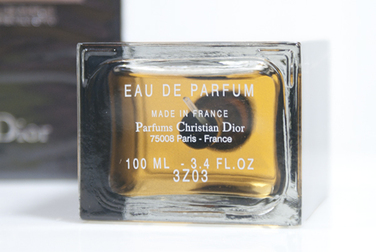 EAU DE PARFUM
MADE IN FRANCE
Parfums Christian Dior
75008 Paris - France
100 ML - 3.4 FL.OZ
3Z03
Dior